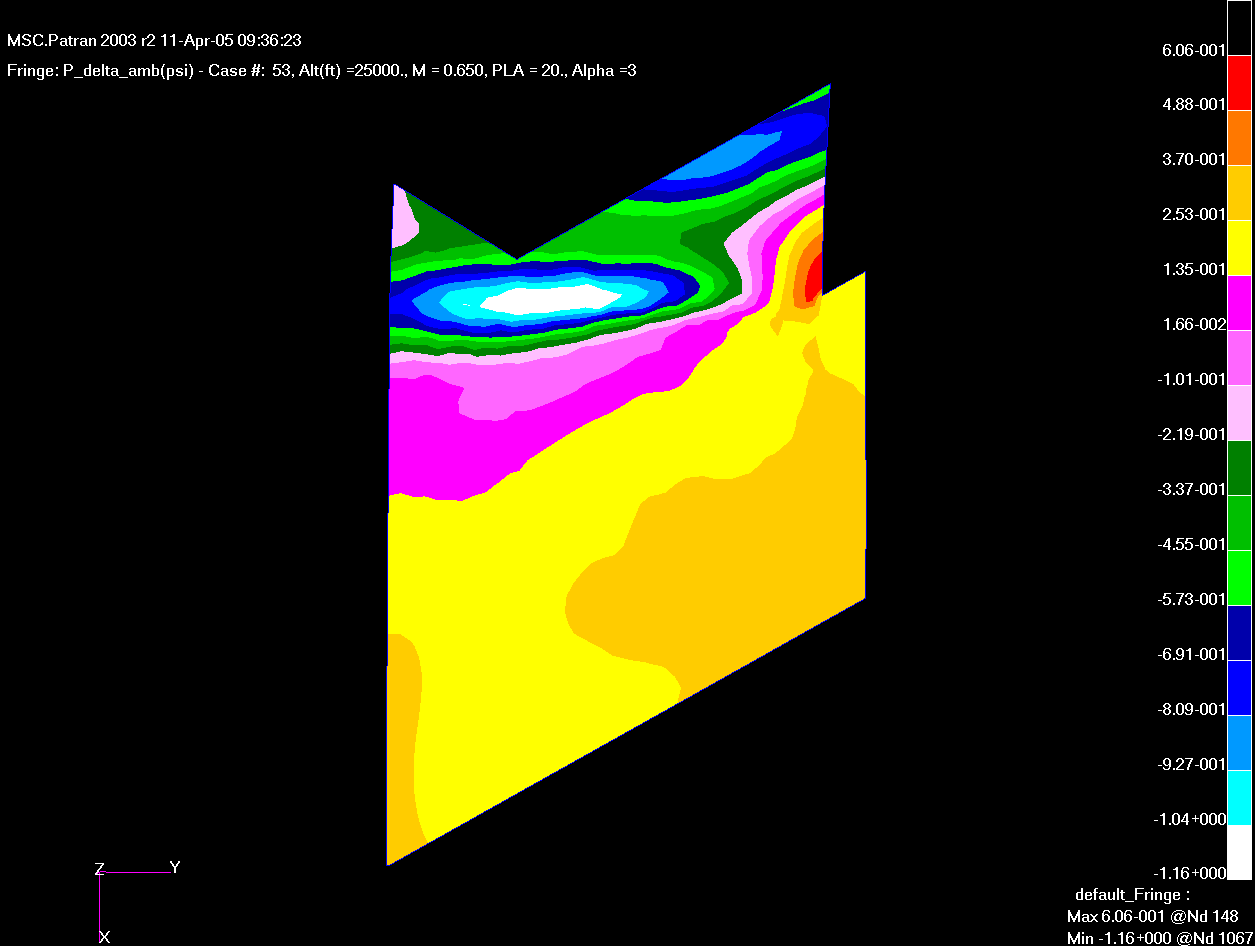 MSC.Patran 2003 r2 11-Apr-05 09:36:23
Fringe: P_delta_amb(psi) - Case #: 53, Alt(ft) =25000., M = 0.650, PLA = 20., Alpha =3
6.06-001
4.88-001
3.70-001
2.53-001
1.35-001
1.66-002
-1.01-001
-2.19-001
-3.37-001
-4.55-001
-5.73-001
-6.91-001
-8.09-001
-9.27-001
-1.04+000
-1.16+000
default_Fringe :
Max 6.06-001 @Nd 148
Min -1.16+000 @Nd 1067
Z
Y
X